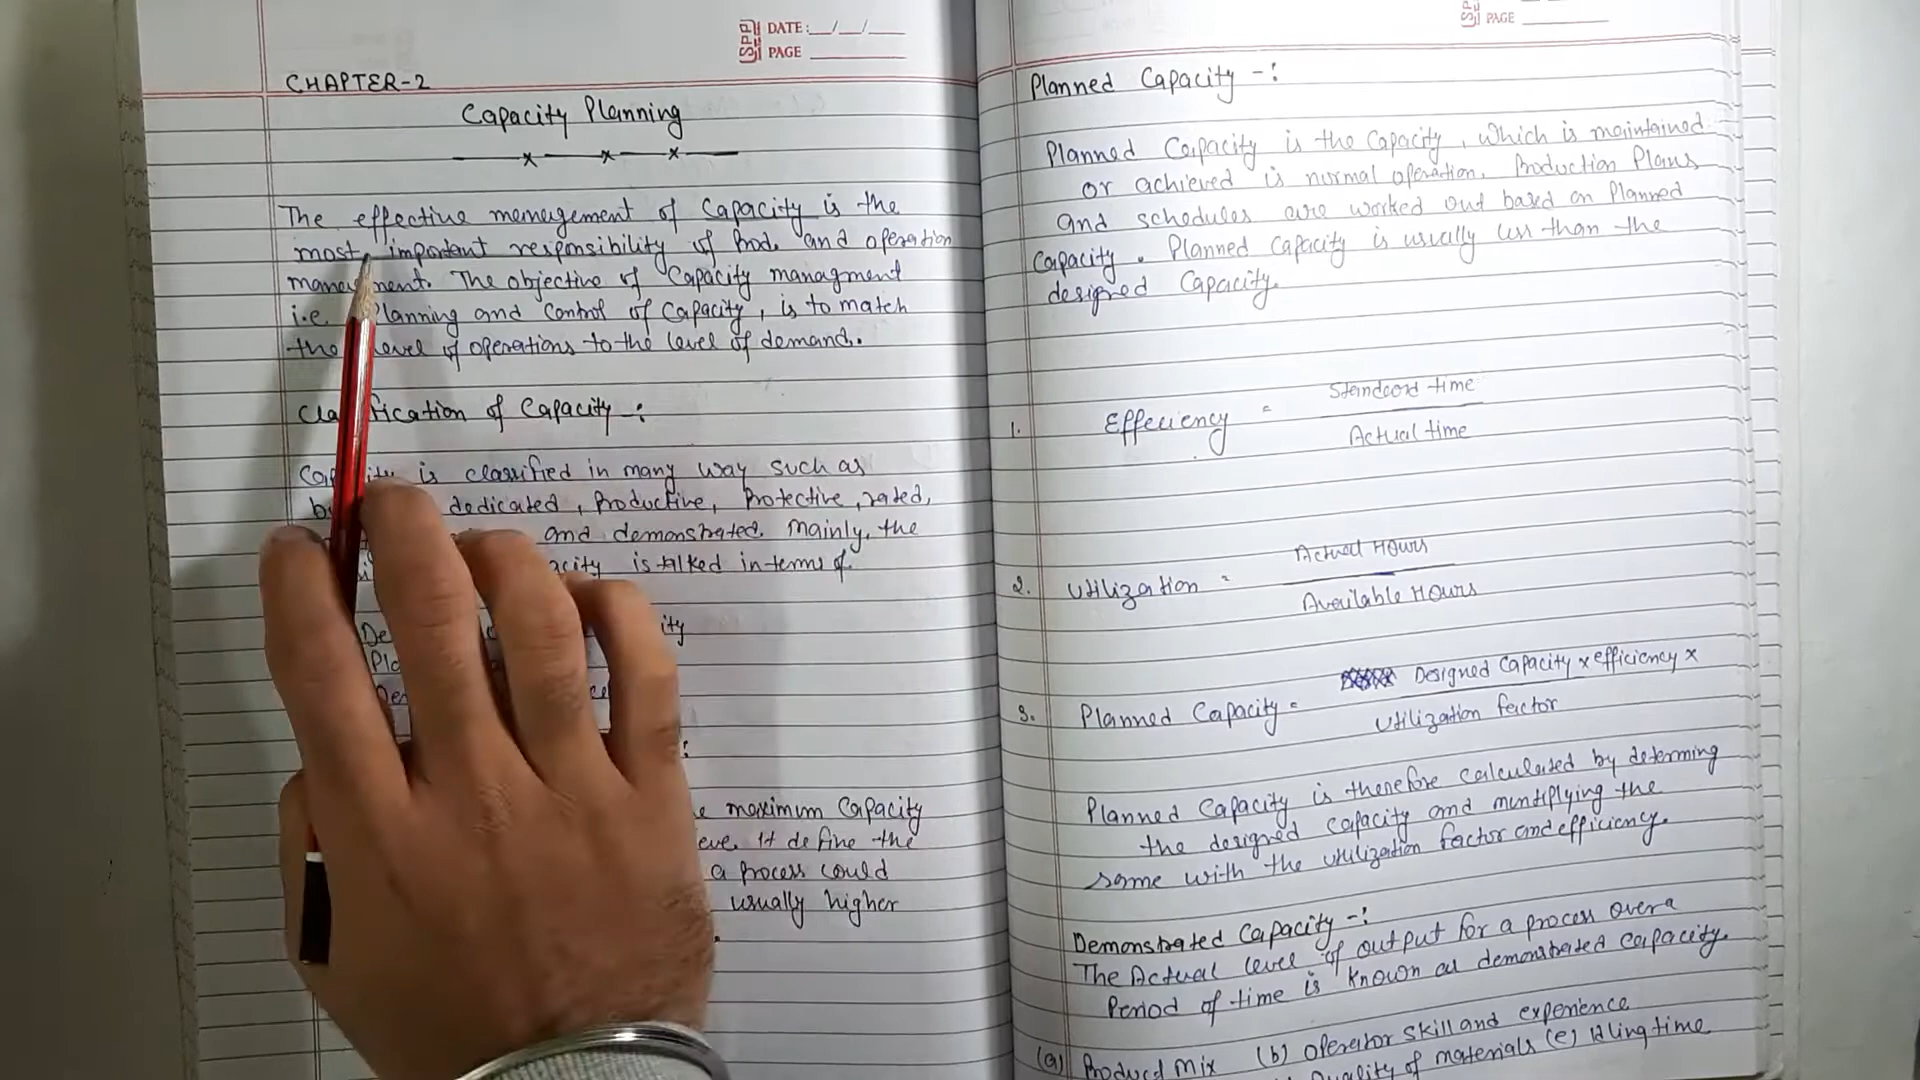 DATE:__/__/__
PAGE
CHAPTER-2
Capacity Planning
The effective menegement of Capacity is the
most important responsibility of Prod. and operation
manement. The objective of Capacity managment
i.e. Planning and Control of Capacity, is to match
the level of operations to the level of demand.
Clasification of Capacity -:
is classified in many way such as
dedicated, Productive, Protective, rated,
and demonstrated. Mainly, the
is talked in terms of
maximum Capacity
It define the
a process could
usually higher
PAGE
Planned Capacity -:
Planned Capacity is the Capacity, which is maintained
or achieved is normal operation. Production Plans
and schedules are worked out based on Planned
Capacity. Planned Capacity is usually less than the
designed Capacity.
1. Effeciency = Standard time
Actual time
2. Utilization = Actual Hours
Available Hours
3. Planned Capacity = Designed Capacity x efficiency x
Utilization factor
Planned Capacity is therefore calculated by determing
the designed capacity and multiplying the
same with the utilization factor and efficiency.
Demonstrated Capacity -:
The Actual level of output for a process over a
Period of time is known as demonstrated capacity.
(a) Product Mix (b) Operator skill and experience
Quality of materials (e) Idling time